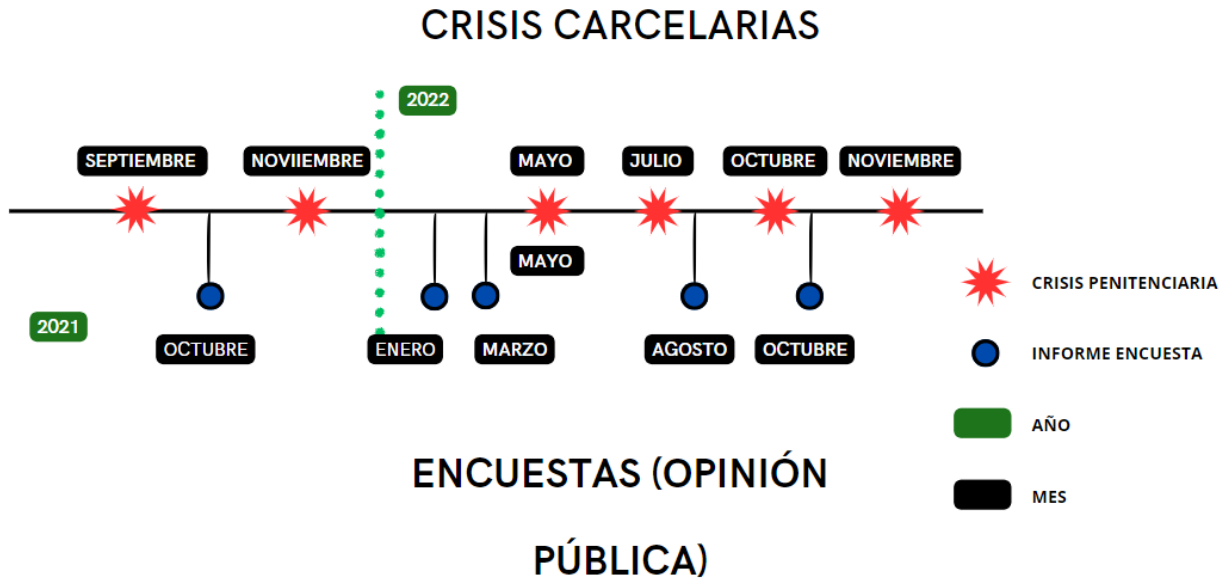 CRISIS CARCELARIAS
2022
SEPTIEMBRE
NOVIIEMBRE
MAYO
JULIO
OCTUBRE
NOVIEMBRE
MAYO
CRISIS PENITENCIARIA
2021
OCTUBRE
ENERO
MARZO
AGOSTO
OCTUBRE
INFORME ENCUESTA
AÑO
ENCUESTAS (OPINIÓN
PÚBLICA)
MES